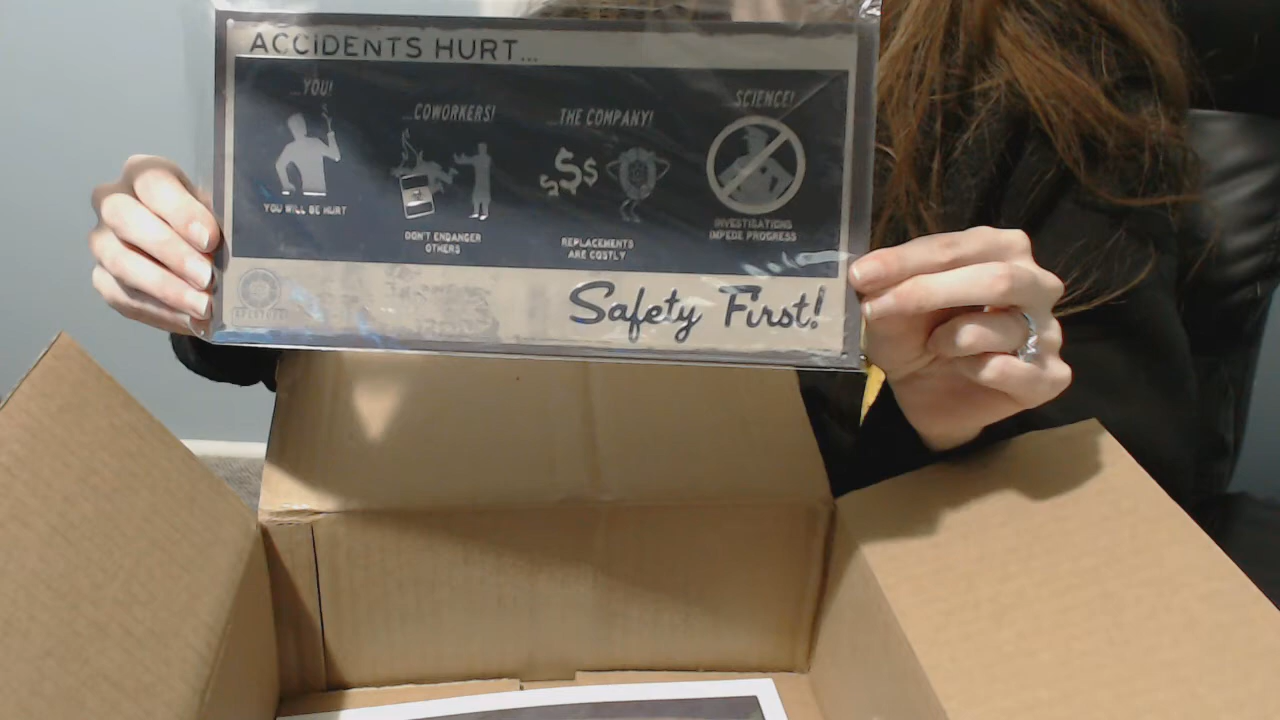 ACCIDENTS HURT...
...YOU!
YOU WILL BE HURT
...COWORKERS!
DON'T ENDANGER
OTHERS
...THE COMPANY!
REPLACEMENTS
ARE COSTLY
...SCIENCE!
INVESTIGATIONS
IMPEDE PROGRESS
Safety First!